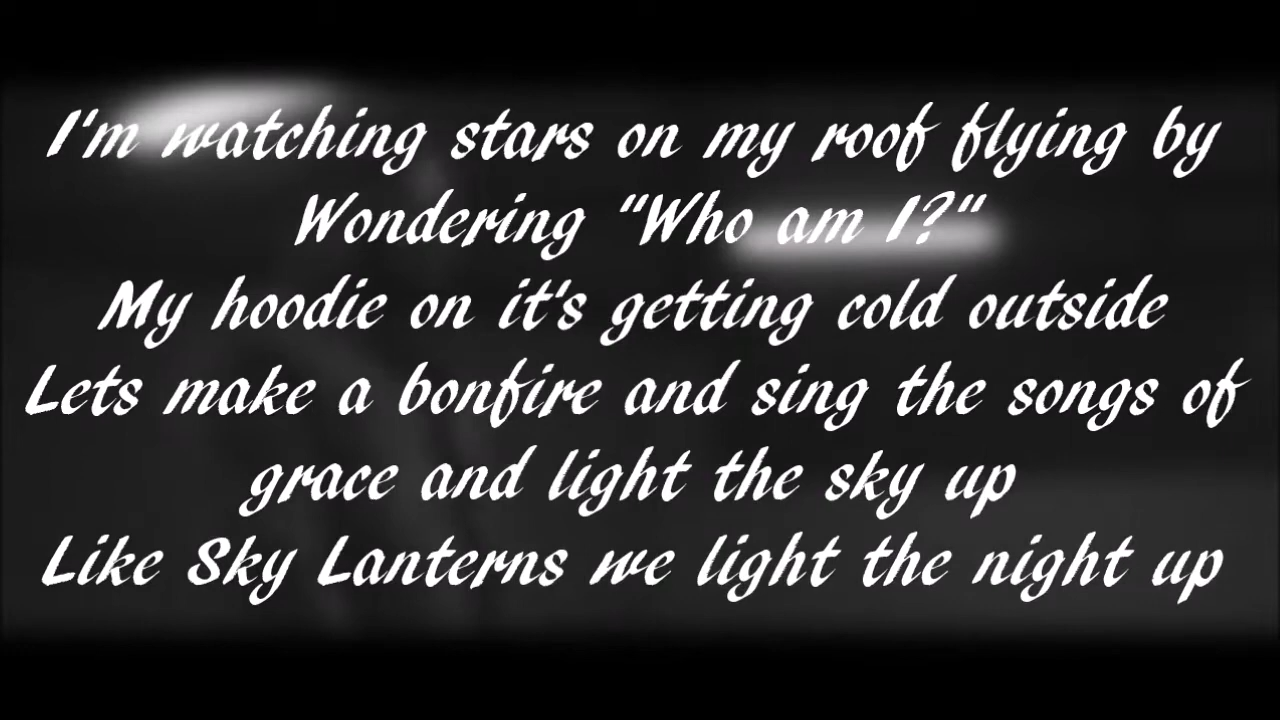 I'm watching stars on my roof flying by
Wondering "Who am I?"
My hoodie on it's getting cold outside
Lets make a bonfire and sing the songs of
grace and light the sky up
Like Sky Lanterns we light the night up